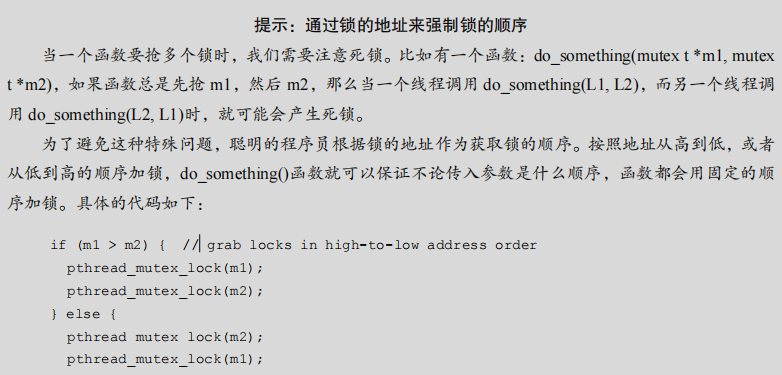 提示：通过锁的地址来强制锁的顺序
当一个函数要抢多个锁时，我们需要注意死锁。比如有一个函数：do_something(mutex t *m1, mutex
t *m2)，如果函数总是先抢 m1，然后 m2，那么当一个线程调用 do_something(L1, L2)，而另一个线程调
用 do_something(L2, L1)时，就可能会产生死锁。
为了避免这种特殊问题，聪明的程序员根据锁的地址作为获取锁的顺序。按照地址从高到低，或者
从低到高的顺序加锁，do_something()函数就可以保证不论传入参数是什么顺序，函数都会用固定的顺
序加锁。具体的代码如下：
if (m1 > m2) { // grab locks in high-to-low address order
pthread_mutex_lock(m1);
pthread_mutex_lock(m2);
} else {
pthread mutex lock(m2);
pthread_mutex_lock(m1);